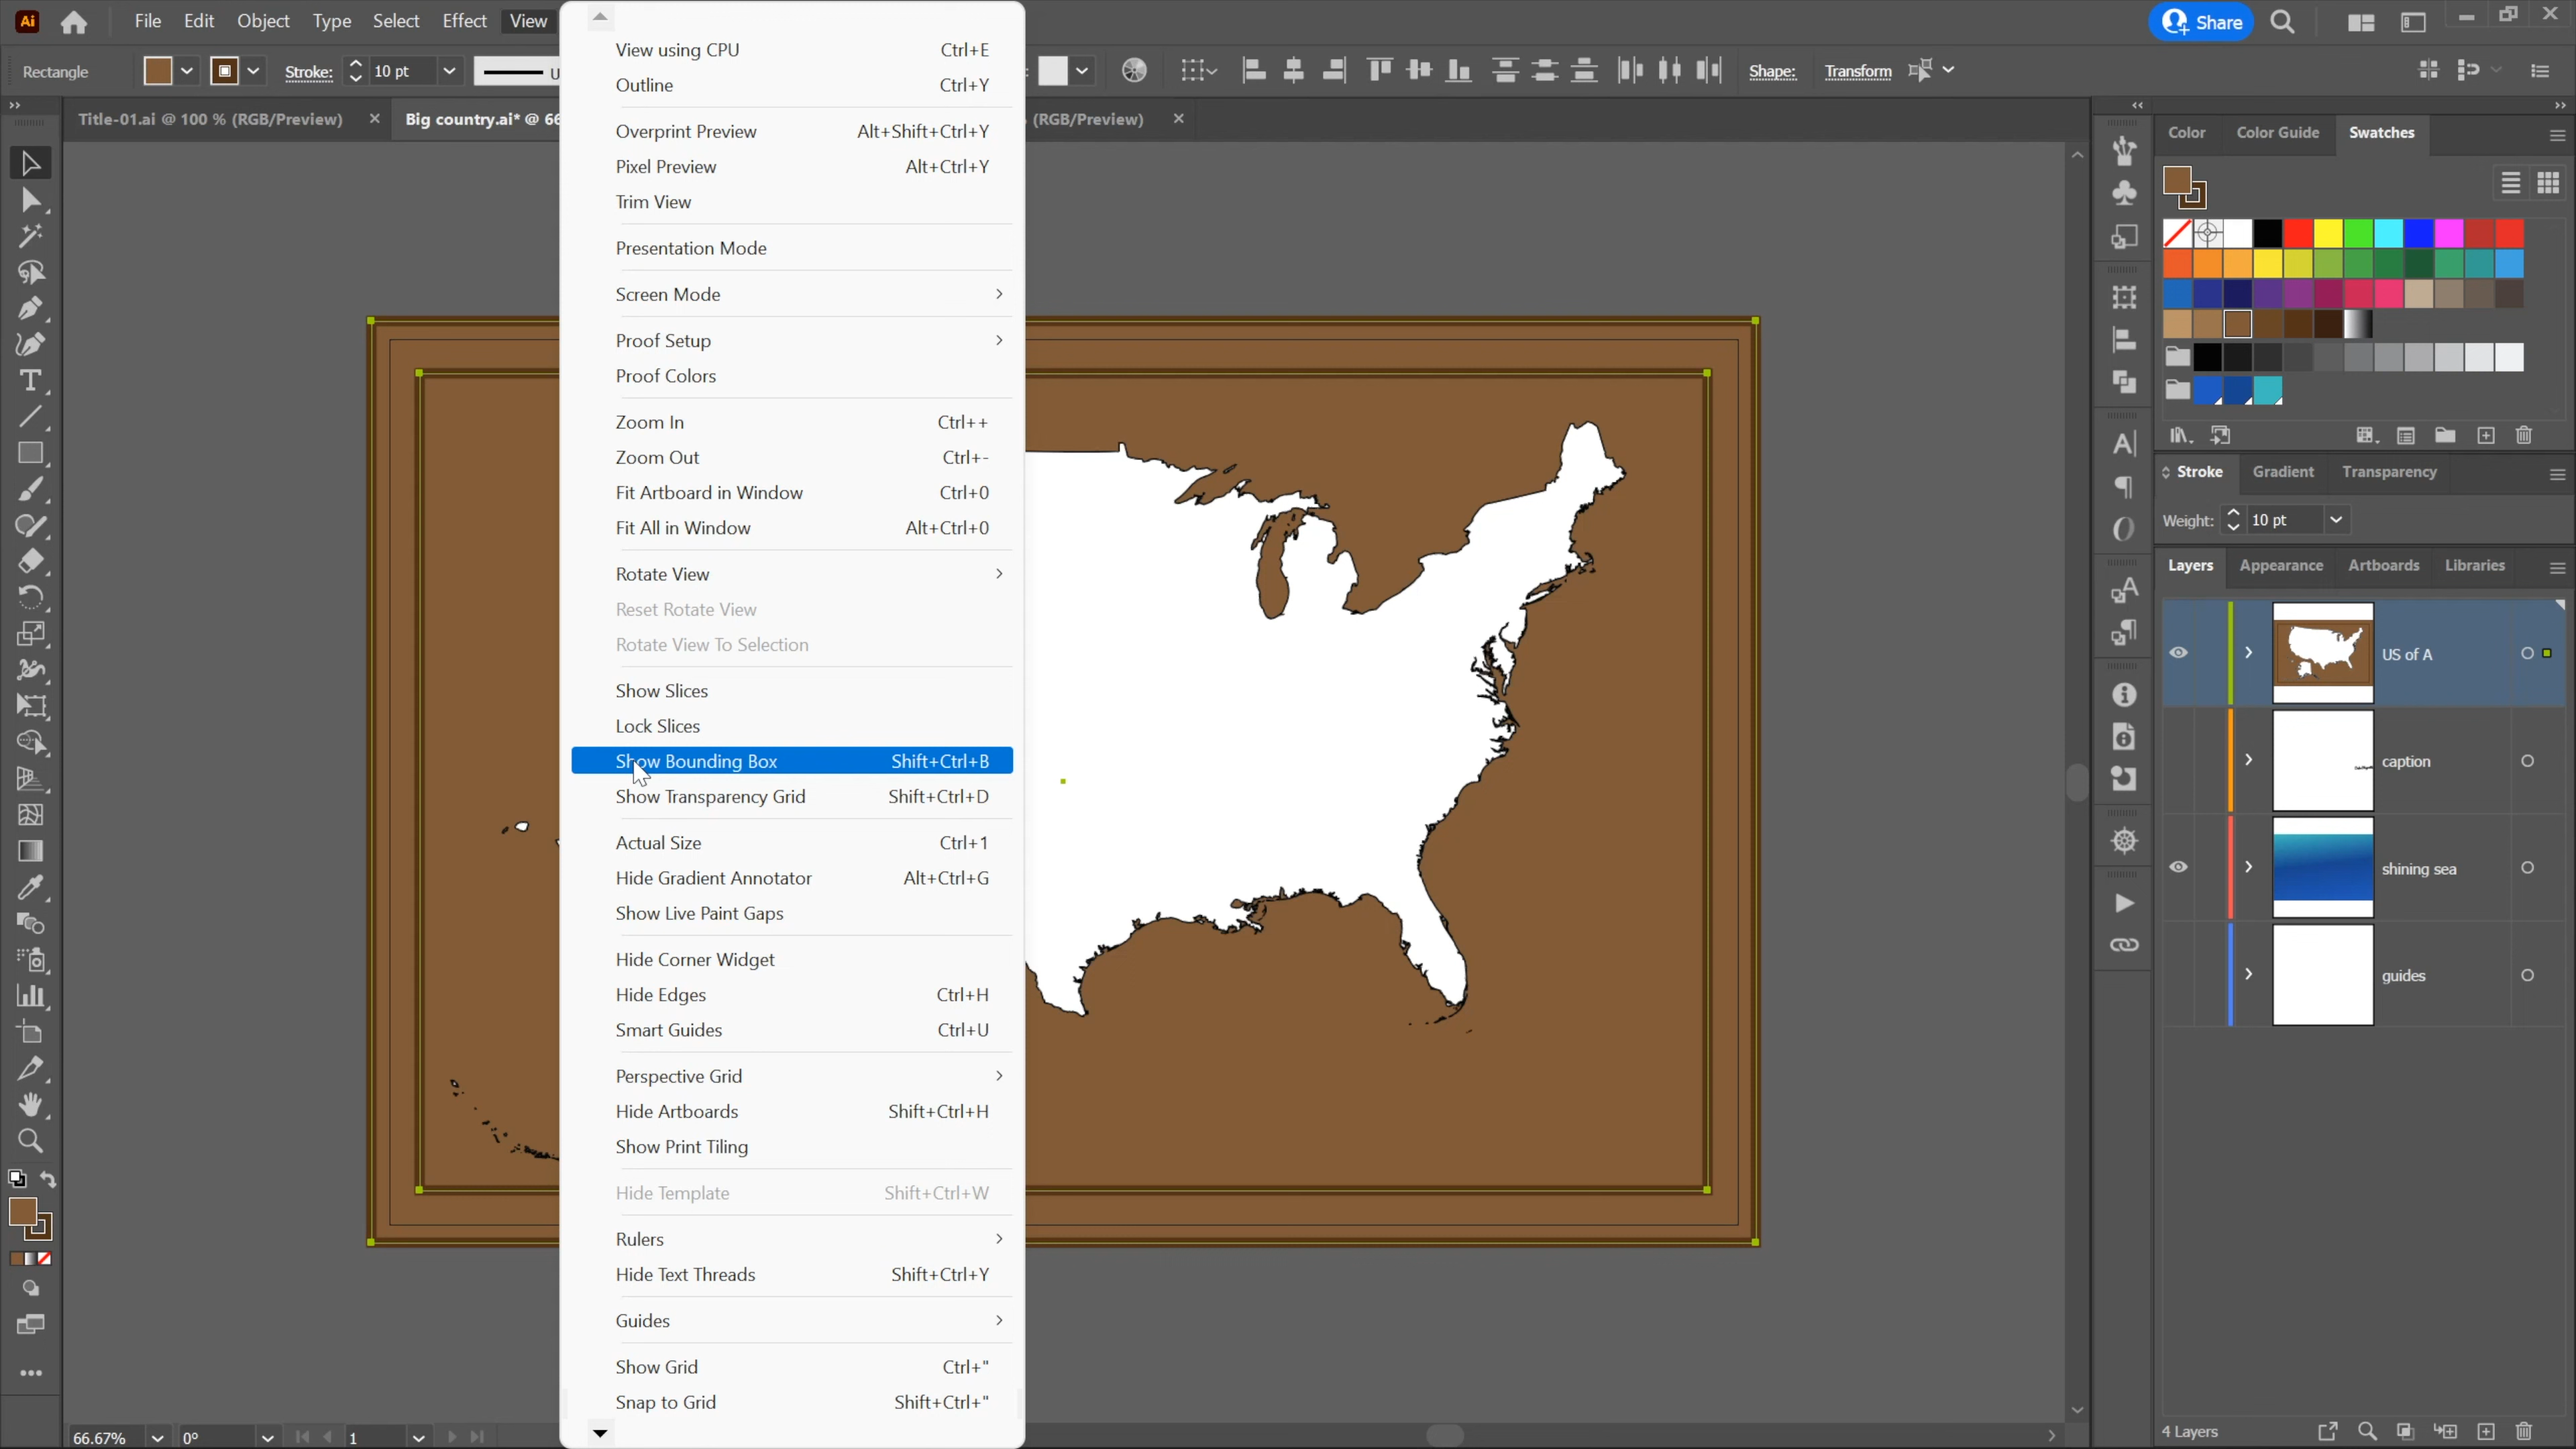 Ai File Edit Object Type Select Effect View Share
Rectangle Stroke: 10 pt Shape: Transform
Title-01.ai @ 100 % (RGB/Preview) × Big country.ai* @ 66 (RGB/Preview) ×
View using CPU Ctrl+E
Outline Ctrl+Y
Overprint Preview Alt+Shift+Ctrl+Y
Pixel Preview Alt+Ctrl+Y
Trim View
Presentation Mode
Screen Mode
Proof Setup
Proof Colors
Zoom In Ctrl++
Zoom Out Ctrl+-
Fit Artboard in Window Ctrl+0
Fit All in Window Alt+Ctrl+0
Rotate View
Reset Rotate View
Rotate View To Selection
Show Slices
Lock Slices
Show Bounding Box Shift+Ctrl+B
Show Transparency Grid Shift+Ctrl+D
Actual Size Ctrl+1
Hide Gradient Annotator Alt+Ctrl+G
Show Live Paint Gaps
Hide Corner Widget
Hide Edges Ctrl+H
Smart Guides Ctrl+U
Perspective Grid
Hide Artboards Shift+Ctrl+H
Show Print Tiling
Hide Template Shift+Ctrl+W
Rulers
Hide Text Threads Shift+Ctrl+Y
Guides
Show Grid Ctrl+"
Snap to Grid Shift+Ctrl+"
Color Color Guide Swatches
Stroke Gradient Transparency
Weight: 10 pt
Layers Appearance Artboards Libraries
US of A
caption
shining sea
guides
4 Layers
66.67% 0° 1